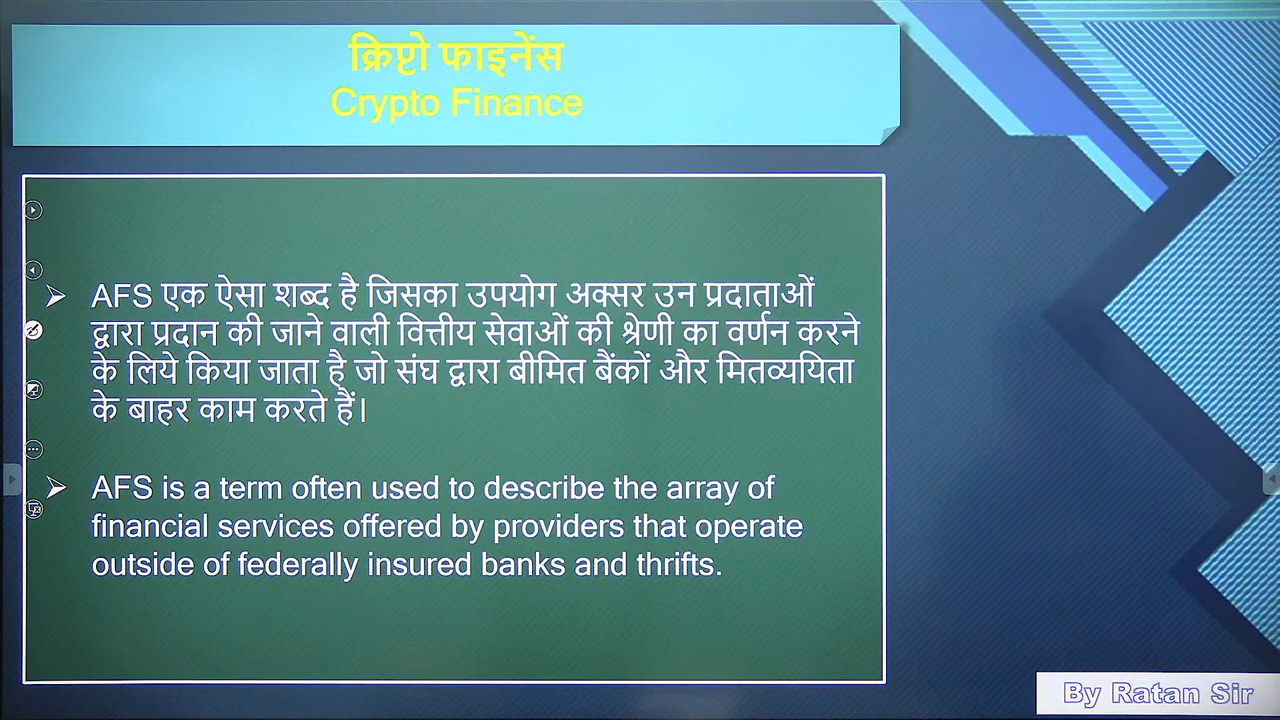 क्रिप्टो फाइनेंस
Crypto Finance
AFS एक ऐसा शब्द है जिसका उपयोग अक्सर उन प्रदाताओं
द्वारा प्रदान की जाने वाली वित्तीय सेवाओं की श्रेणी का वर्णन करने
के लिये किया जाता है जो संघ द्वारा बीमित बैंकों और मितव्ययिता
के बाहर काम करते हैं।
AFS is a term often used to describe the array of
financial services offered by providers that operate
outside of federally insured banks and thrifts.
By Ratan Sir